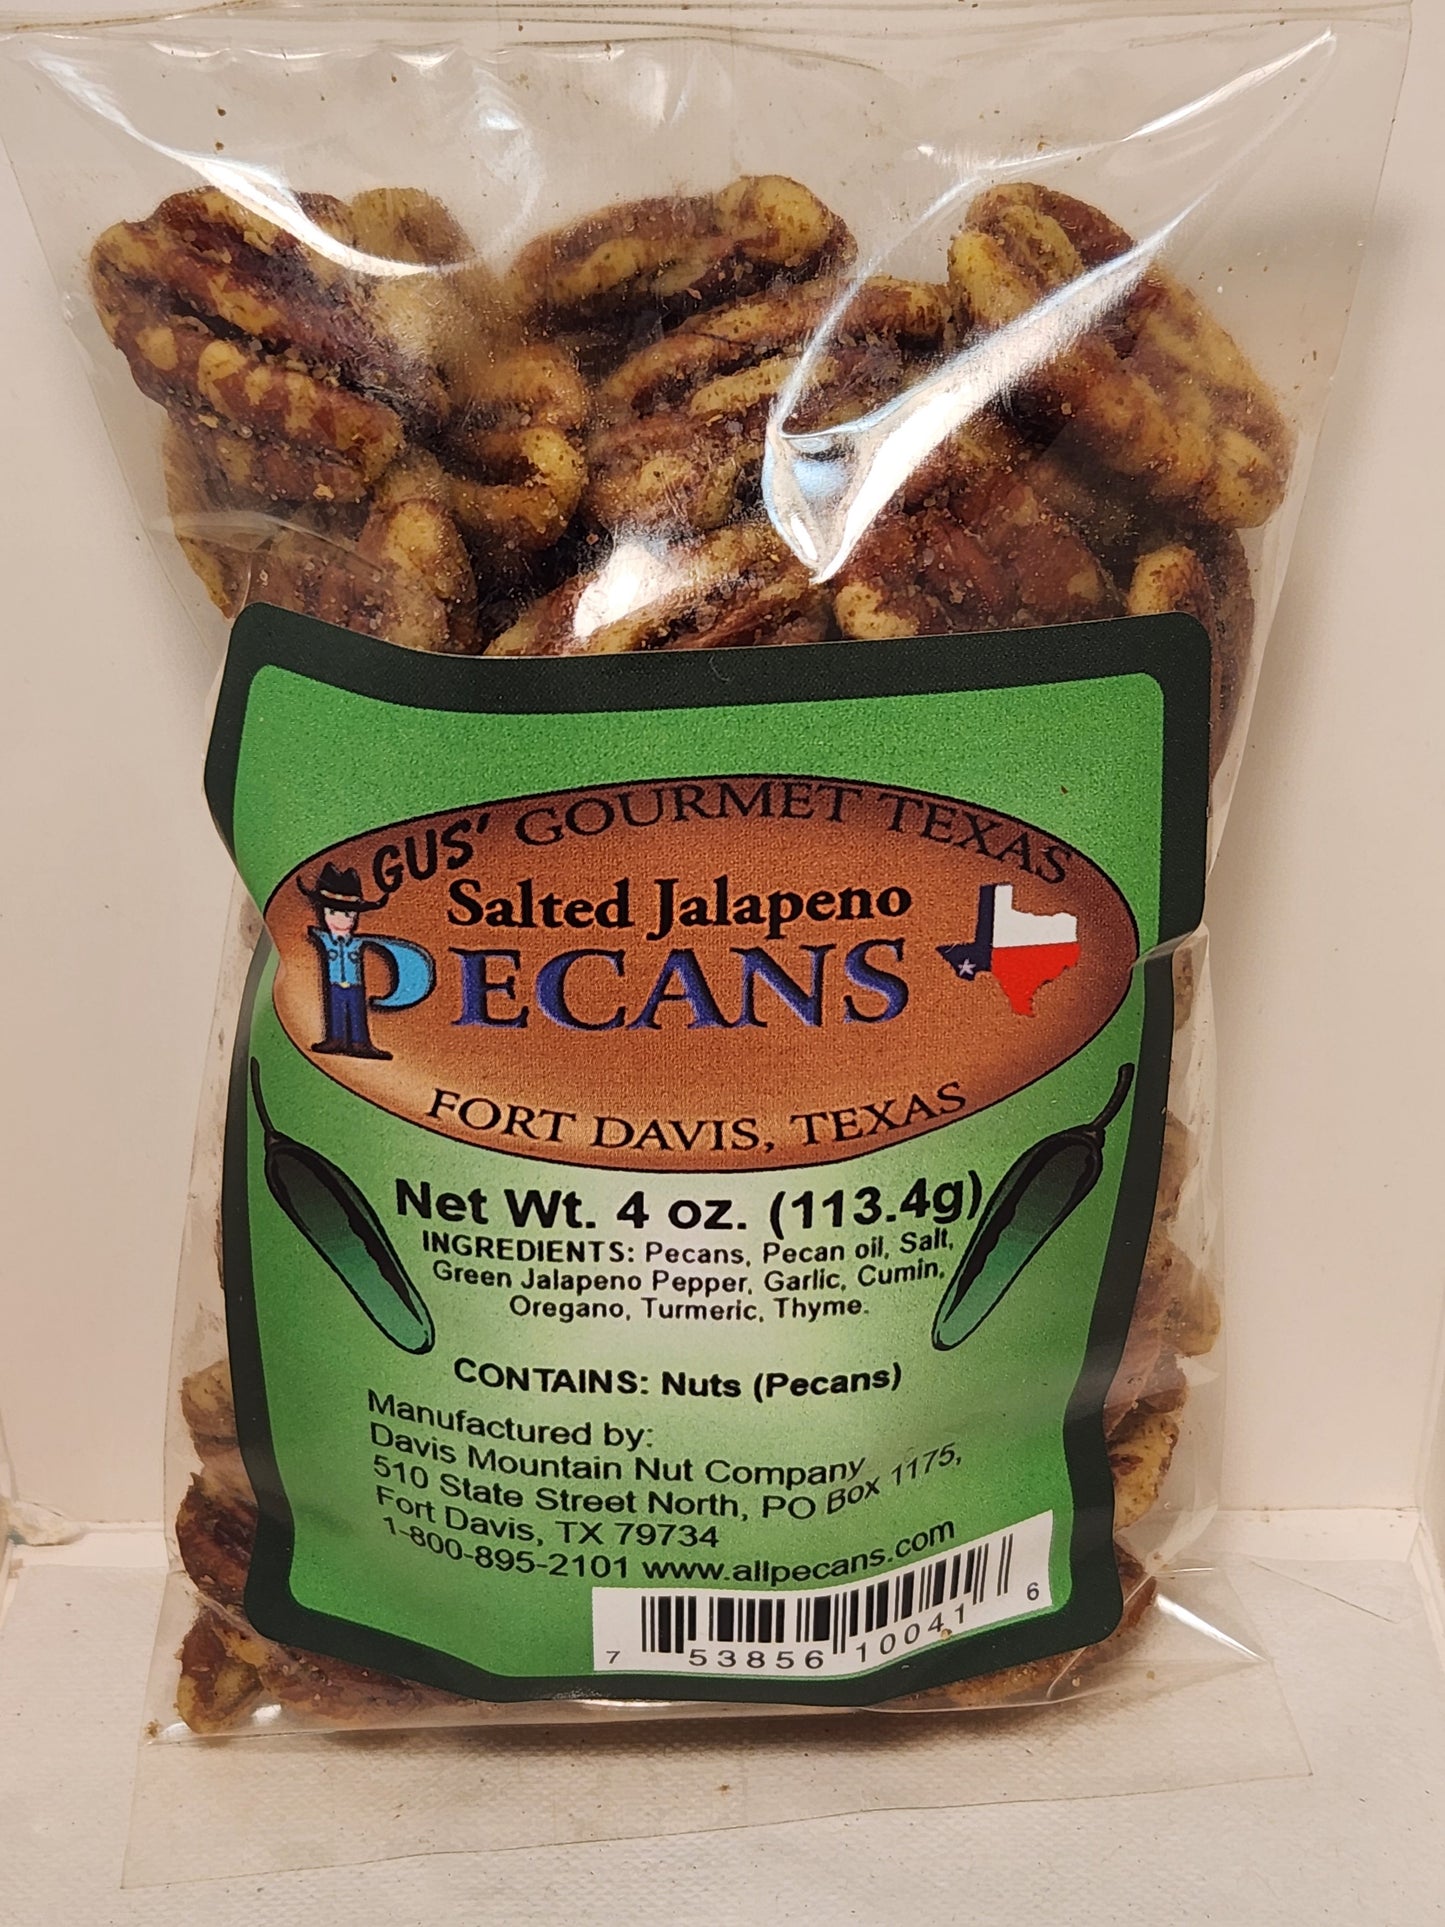 GUS' GOURMET TEXAS
Salted Jalapeno
PECANS
FORT DAVIS, TEXAS
Net Wt. 4 oz. (113.4g)
INGREDIENTS: Pecans, Pecan oil, Salt,
Green Jalapeno Pepper, Garlic, Cumin,
Oregano, Turmeric, Thyme.
CONTAINS: Nuts (Pecans)
Manufactured by:
Davis Mountain Nut Company
510 State Street North, PO Box 1175,
Fort Davis, TX 79734
1-800-895-2101 www.allpecans.com
7 53856 10041 6